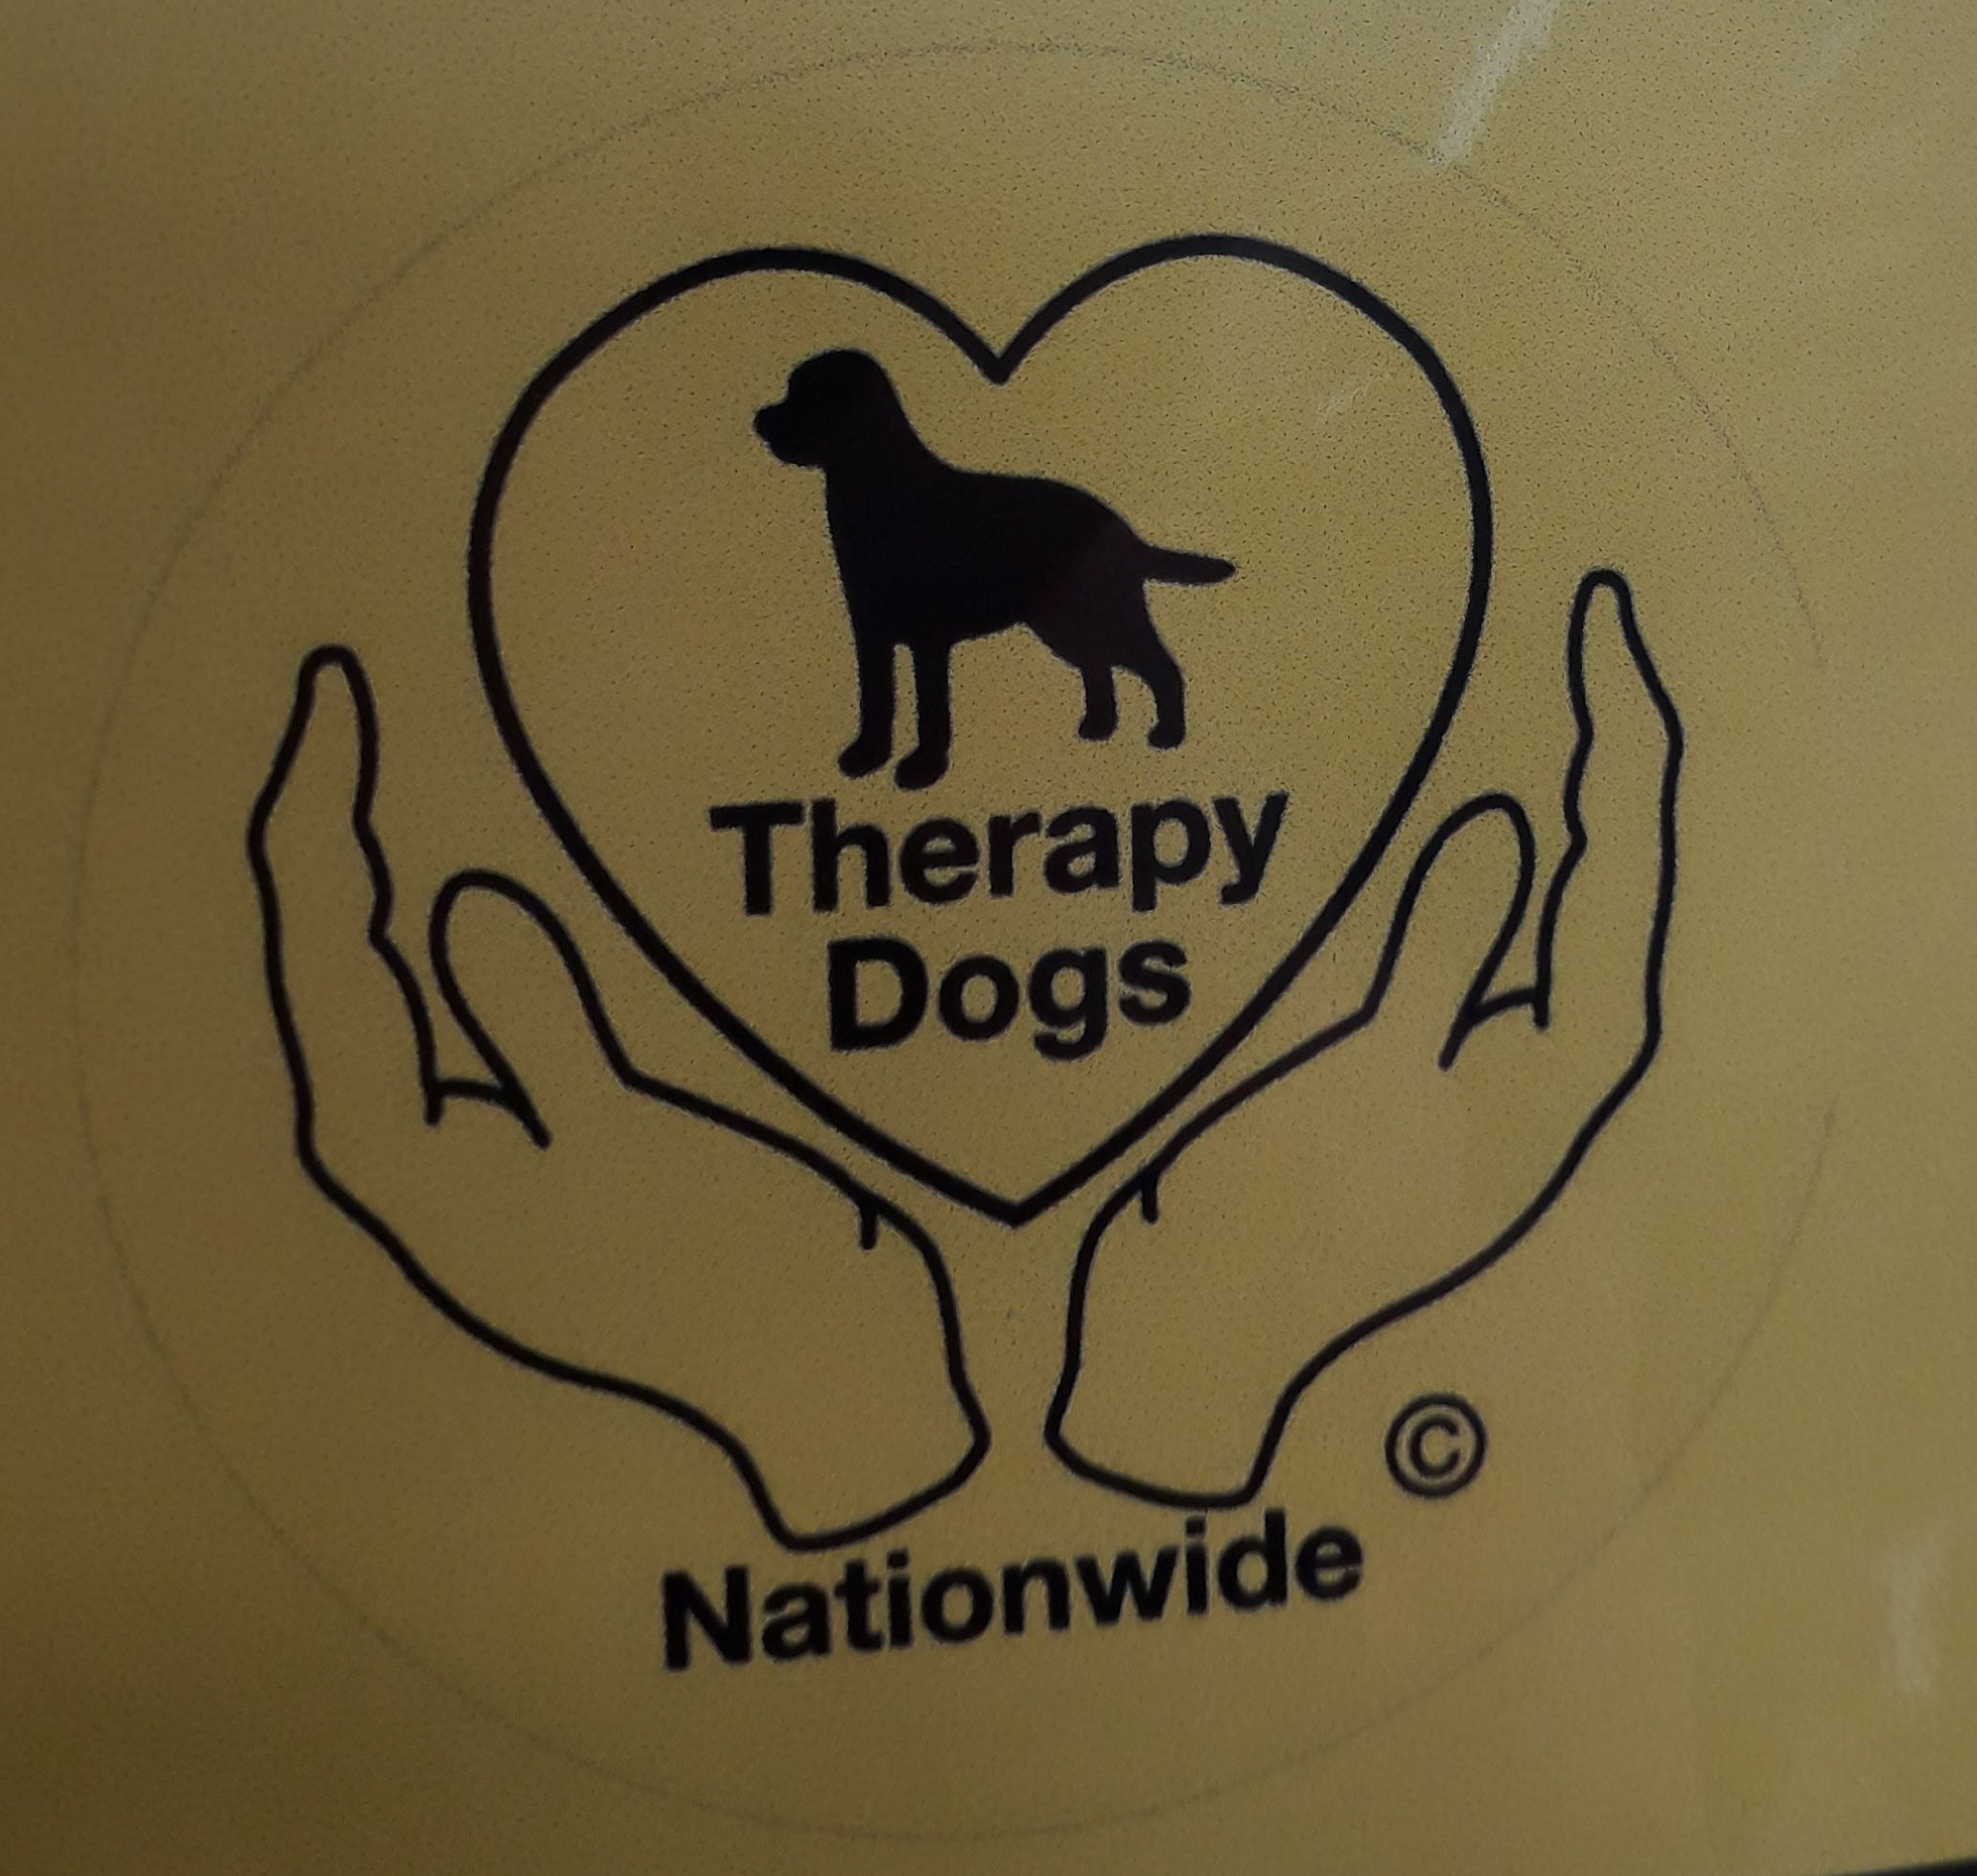 Therapy
Dogs
©
Nationwide